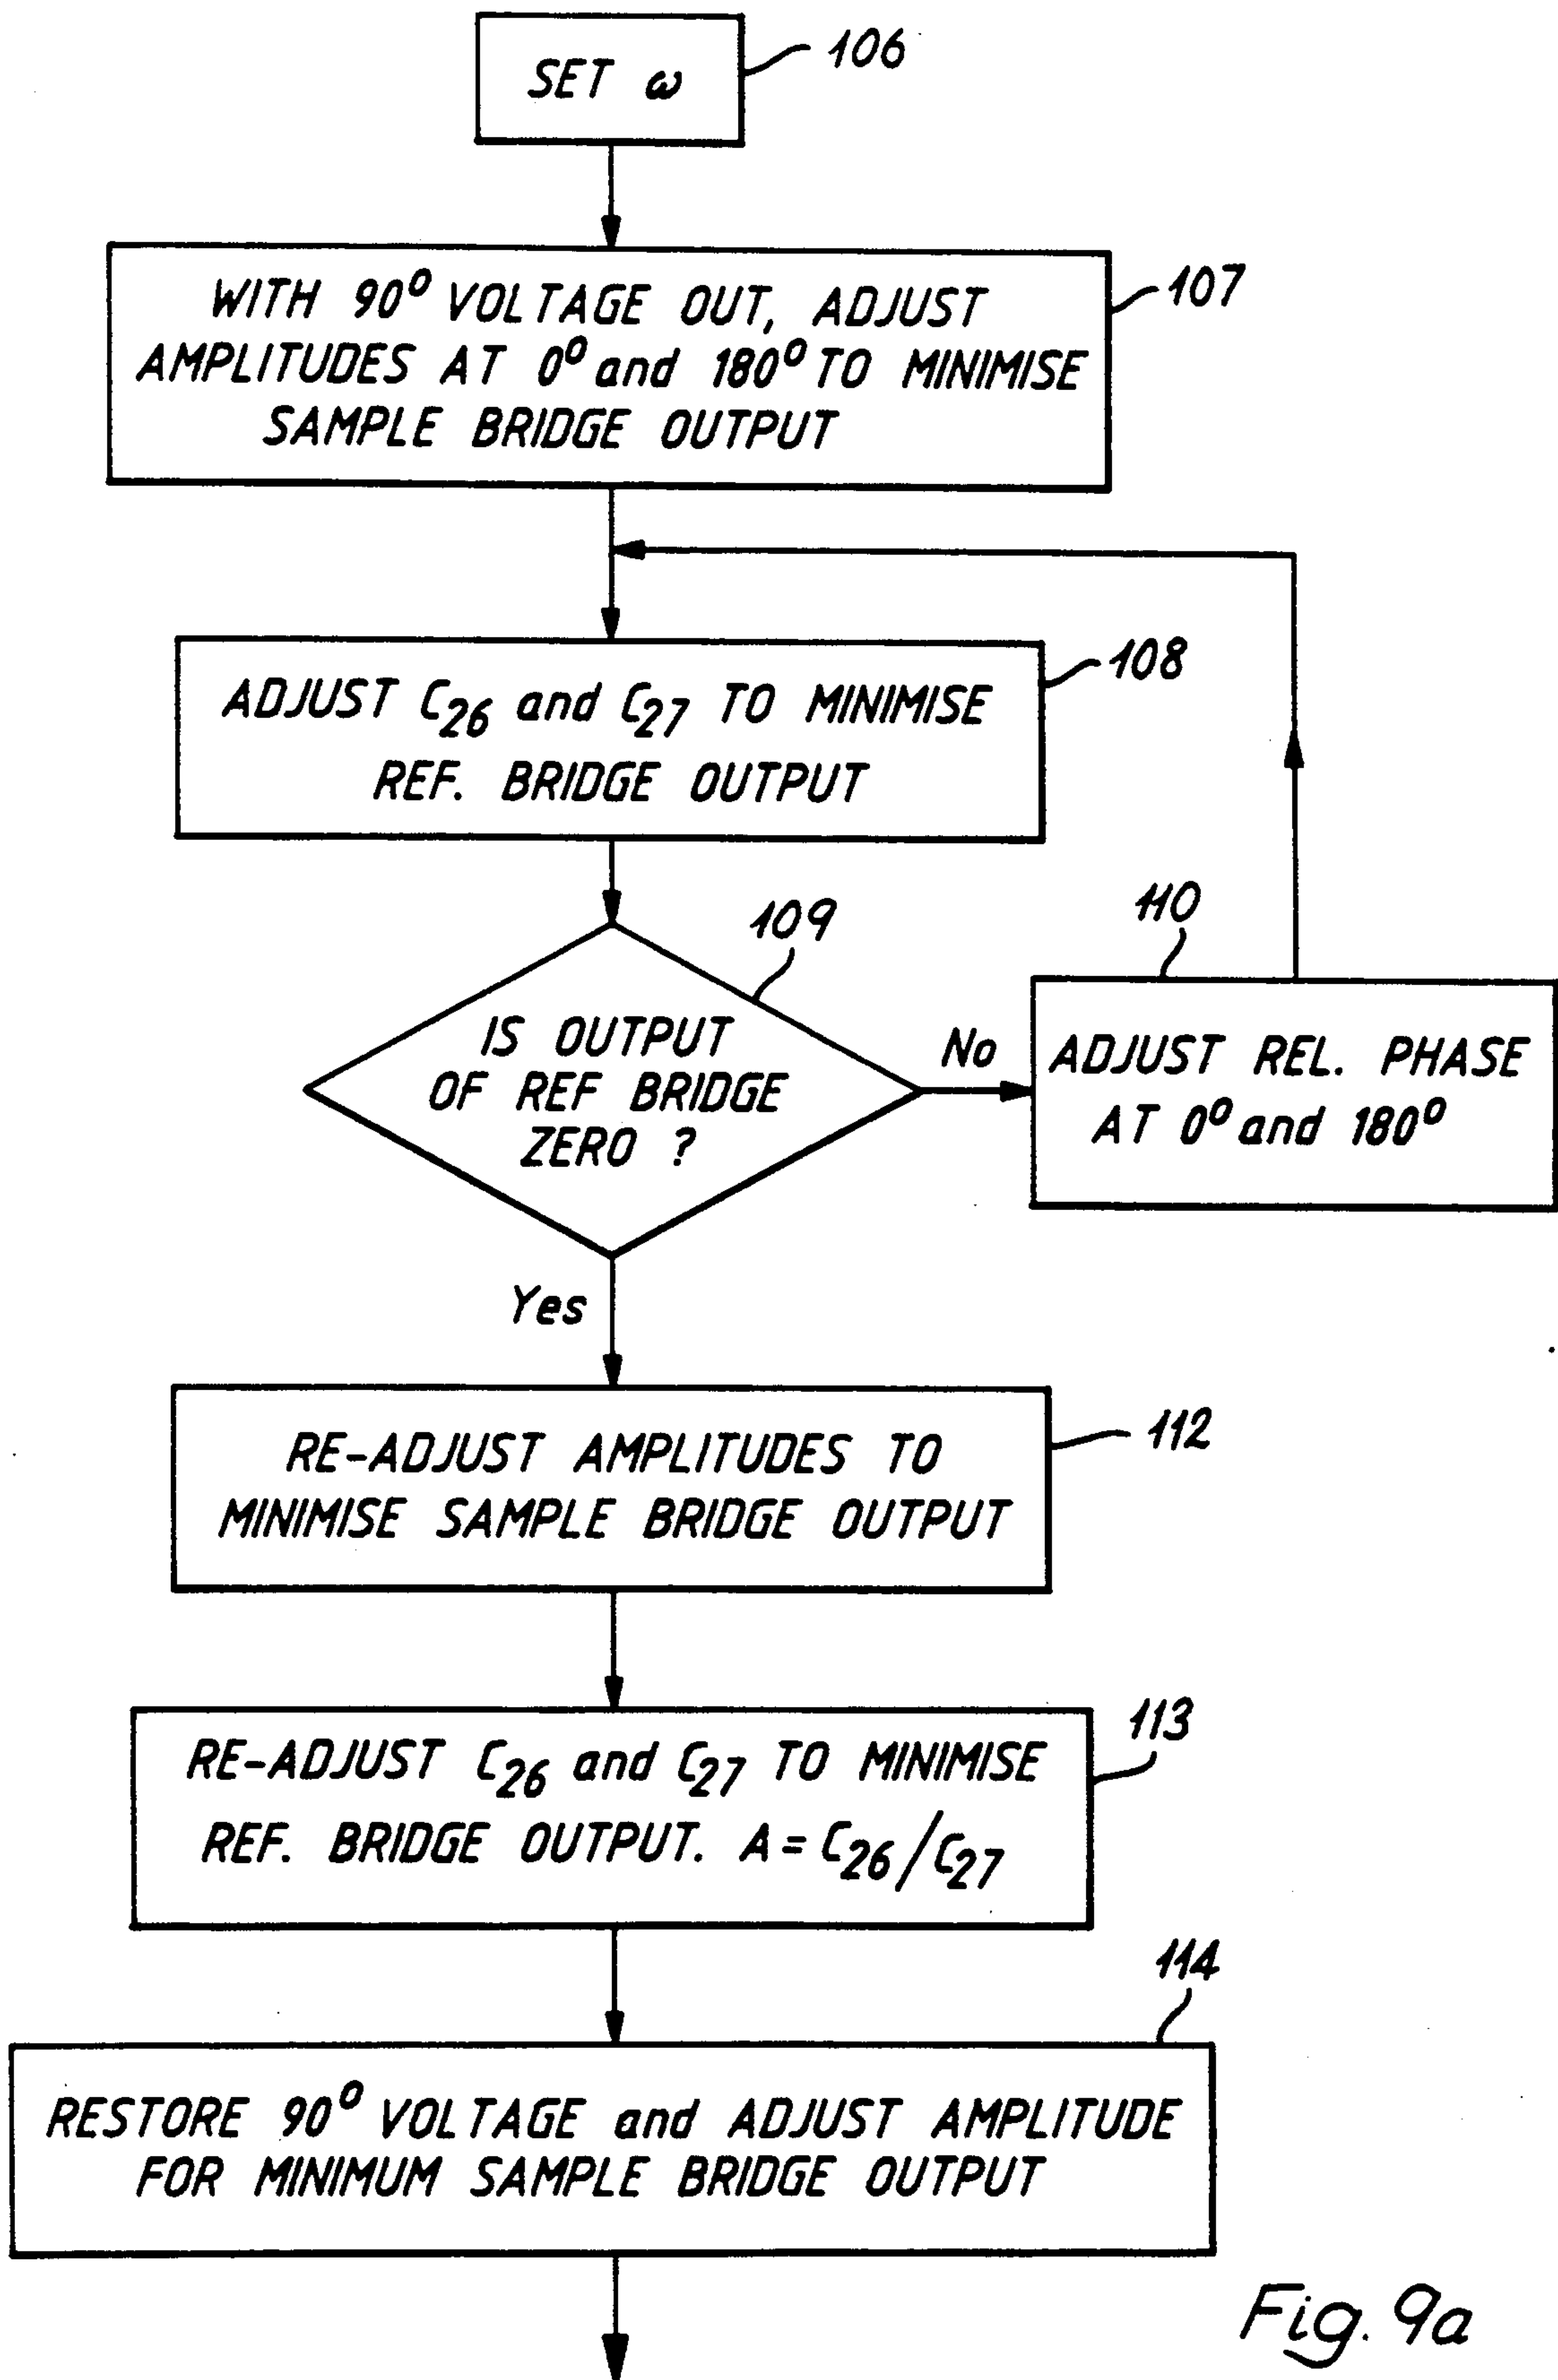 SET ω
106
WITH 90° VOLTAGE OUT, ADJUST
AMPLITUDES AT 0° and 180° TO MINIMISE
SAMPLE BRIDGE OUTPUT
107
ADJUST C26 and C27 TO MINIMISE
REF. BRIDGE OUTPUT
108
IS OUTPUT
OF REF BRIDGE
ZERO ?
109
No
110
ADJUST REL. PHASE
AT 0° and 180°
Yes
RE-ADJUST AMPLITUDES TO
MINIMISE SAMPLE BRIDGE OUTPUT
112
RE-ADJUST C26 and C27 TO MINIMISE
REF. BRIDGE OUTPUT. A = C26/C27
113
114
RESTORE 90° VOLTAGE and ADJUST AMPLITUDE
FOR MINIMUM SAMPLE BRIDGE OUTPUT
Fig. 9a